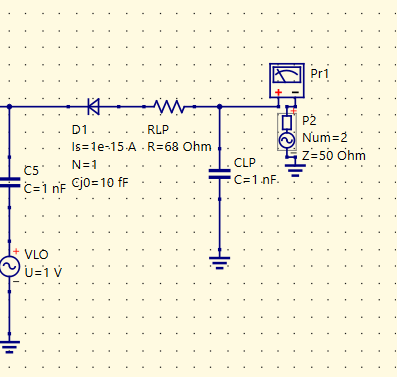 Pr1
P2
Num=2
Z=50 Ohm
D1
Is=1e-15 A
N=1
Cj0=10 fF
RLP
R=68 Ohm
CLP
C=1 nF
C5
C=1 nF
VLO
U=1 V